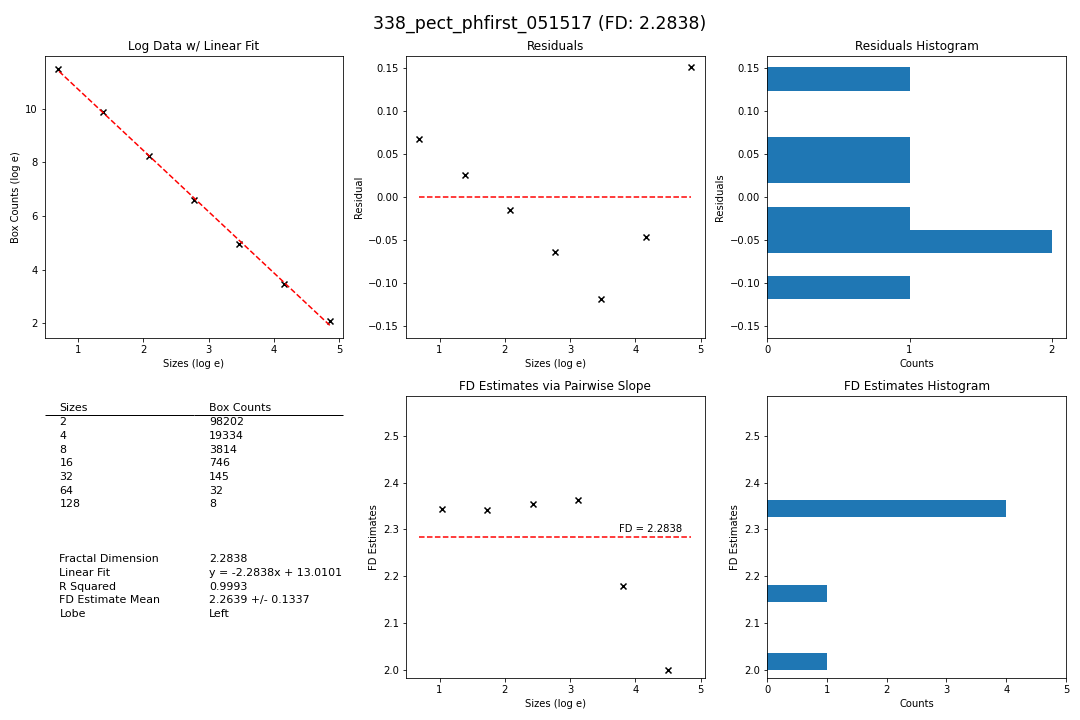 338_pect_phfirst_051517 (FD: 2.2838)
Log Data w/ Linear Fit
Box Counts (log e)
10
8
6
4
2
1 2 3 4 5
Sizes (log e)
Residuals
Residual
0.15
0.10
0.05
0.00
−0.05
−0.10
−0.15
1 2 3 4 5
Sizes (log e)
Residuals Histogram
Residuals
0.15
0.10
0.05
0.00
−0.05
−0.10
−0.15
0 1 2
Counts
Sizes Box Counts
2 98202
4 19334
8 3814
16 746
32 145
64 32
128 8
Fractal Dimension 2.2838
Linear Fit y = -2.2838x + 13.0101
R Squared 0.9993
FD Estimate Mean 2.2639 +/- 0.1337
Lobe Left
FD Estimates via Pairwise Slope
FD Estimates
2.5
2.4
2.3
2.2
2.1
2.0
FD = 2.2838
1 2 3 4 5
Sizes (log e)
FD Estimates Histogram
FD Estimates
2.5
2.4
2.3
2.2
2.1
2.0
0 1 2 3 4 5
Counts